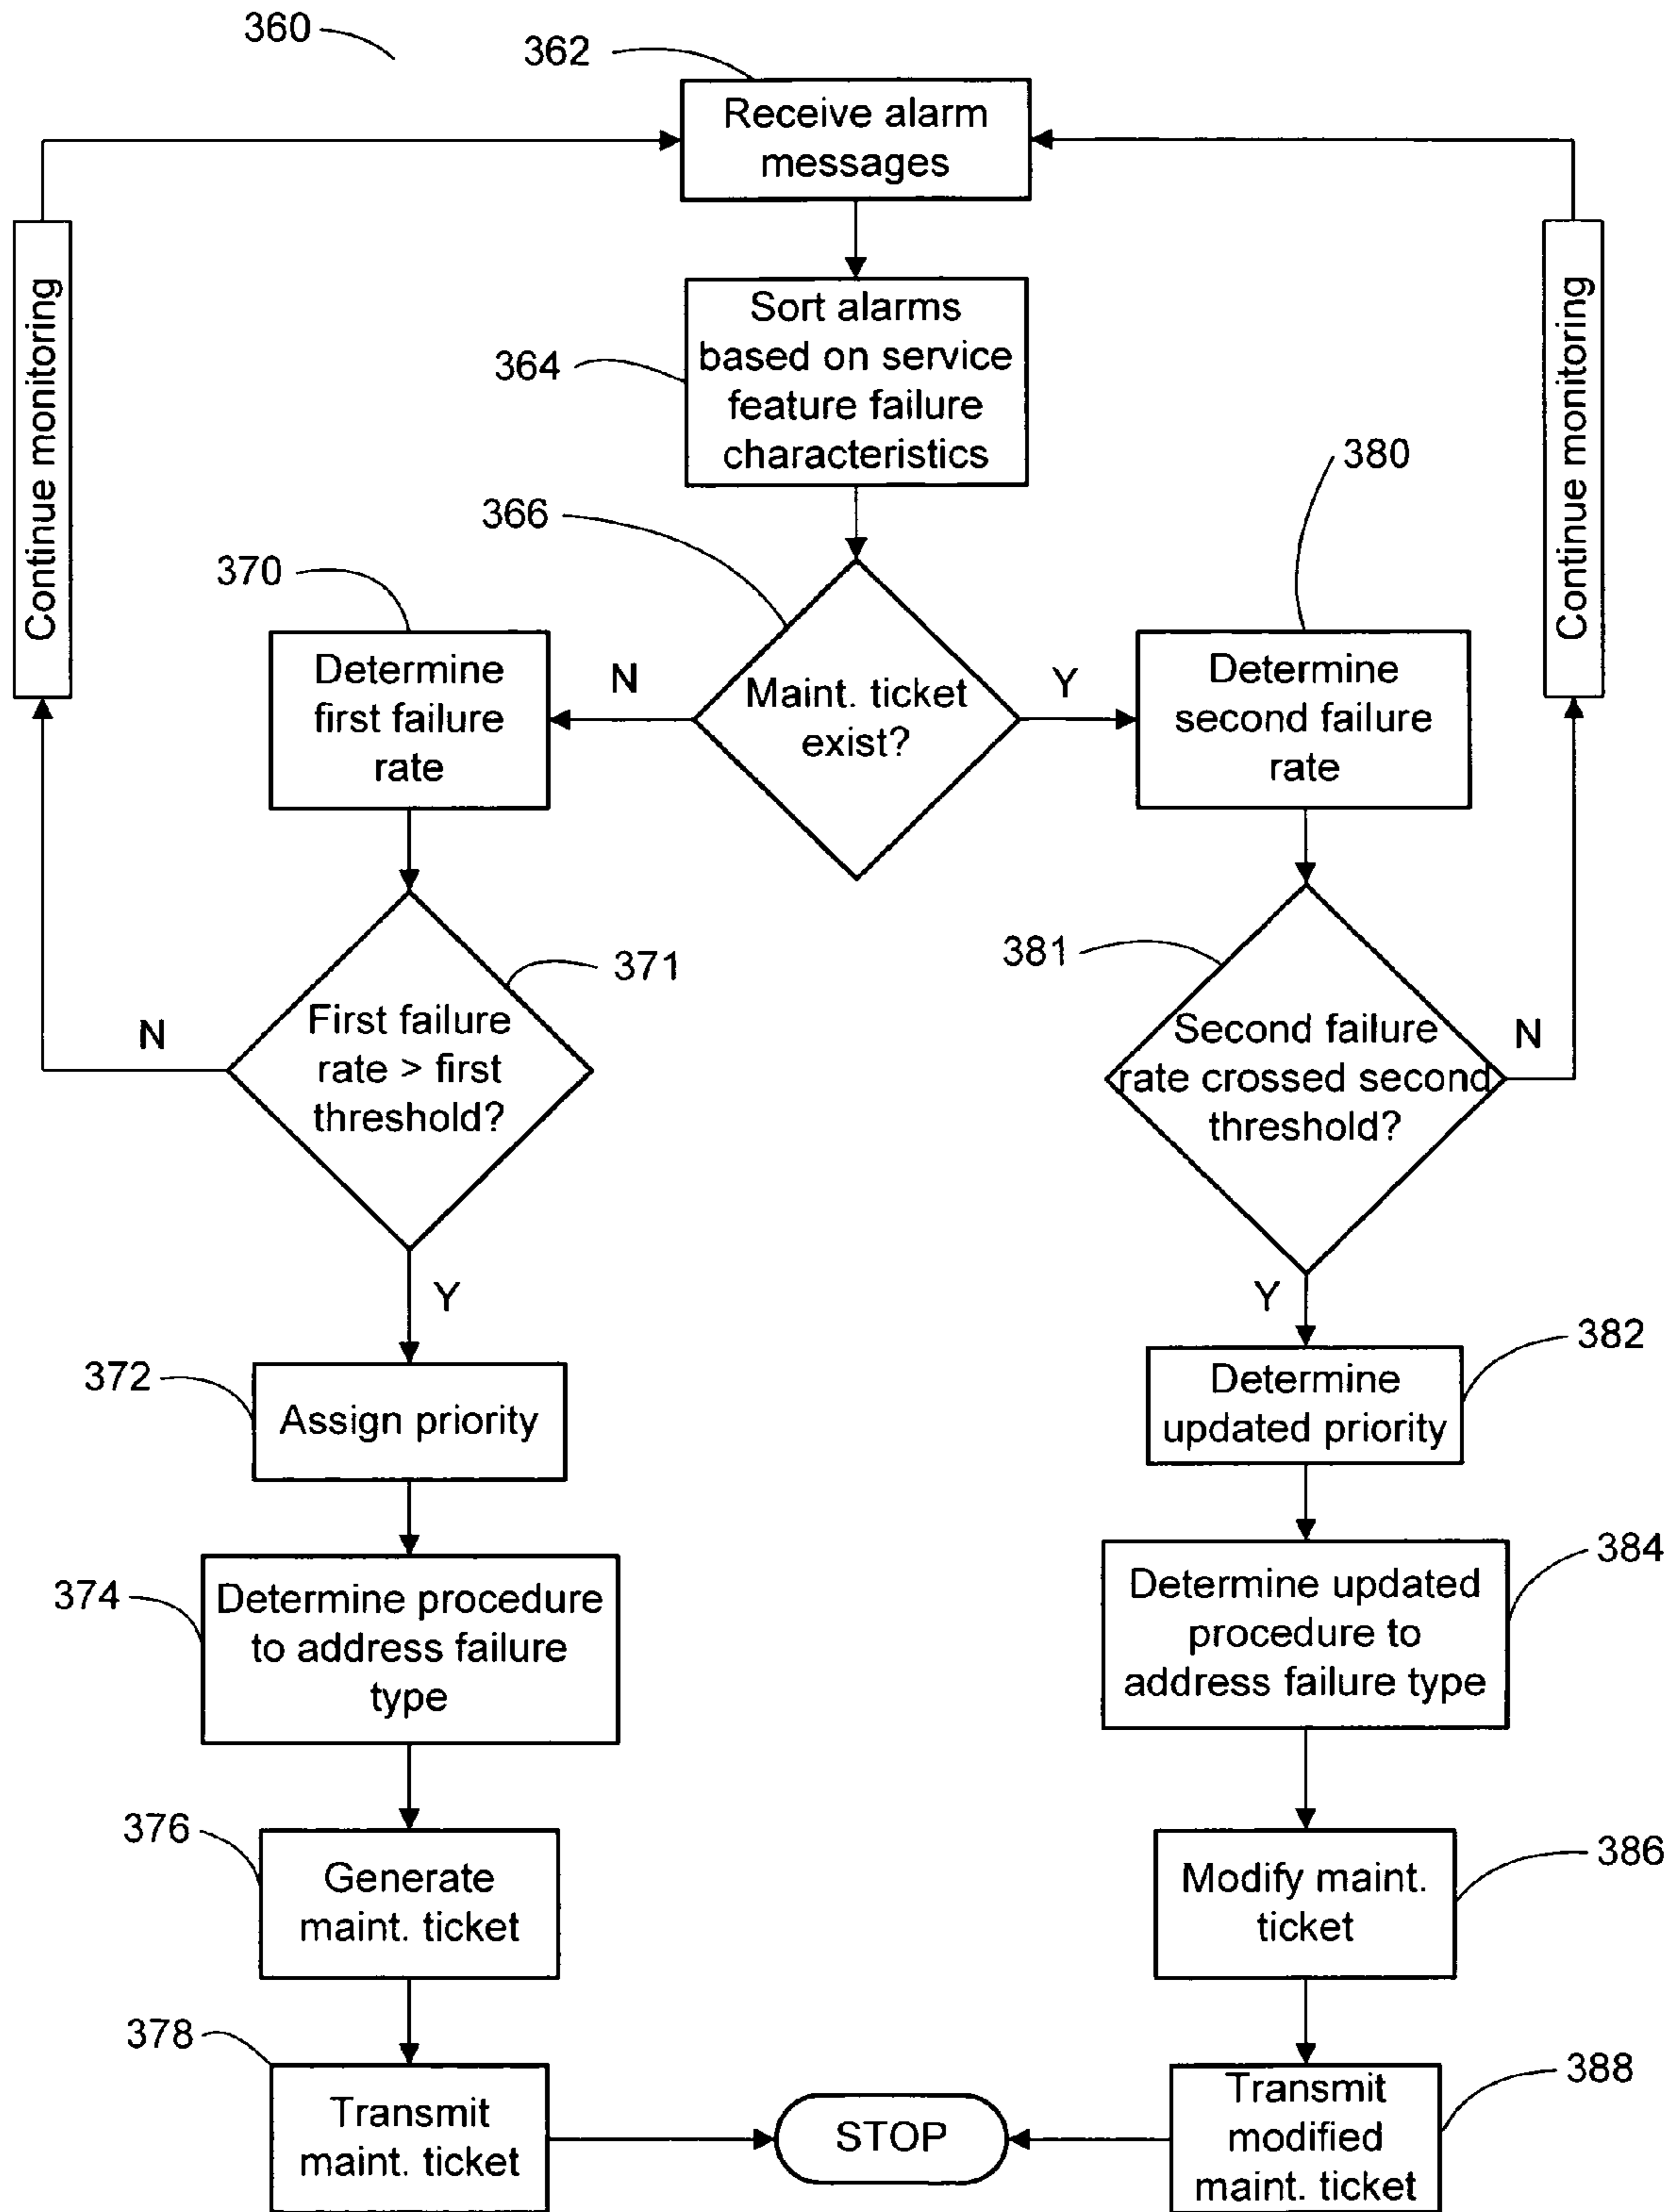 360
362
Receive alarm
messages
Continue monitoring
Continue monitoring
364
Sort alarms
based on service
feature failure
characteristics
366
370
380
Determine
first failure
rate
N
Maint. ticket
exist?
Y
Determine
second failure
rate
371
381
First failure
rate > first
threshold?
N
Second failure
rate crossed second
threshold?
N
Y
Y
372
Assign priority
382
Determine
updated priority
374
Determine procedure
to address failure
type
384
Determine updated
procedure to
address failure type
376
Generate
maint. ticket
386
Modify maint.
ticket
378
Transmit
maint. ticket
STOP
388
Transmit
modified
maint. ticket